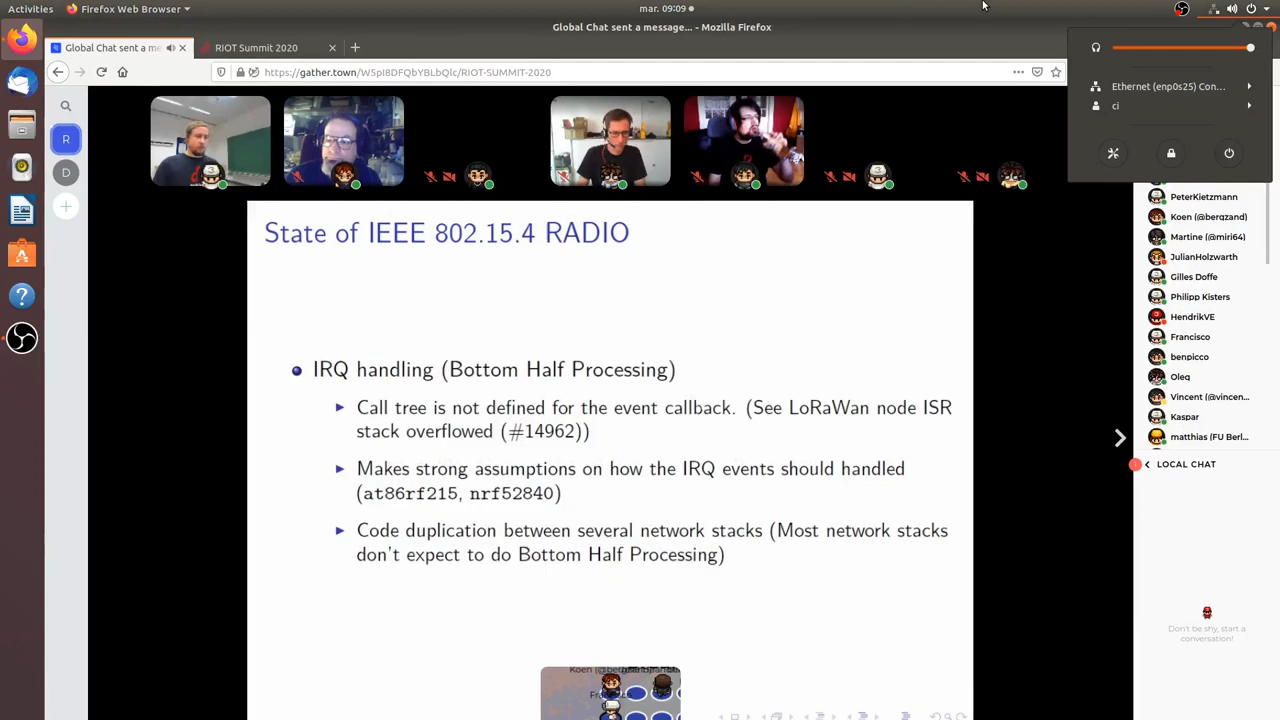 Activities
Firefox Web Browser
mar. 09:09
Global Chat sent a message... - Mozilla Firefox
Global Chat sent a me
RIOT Summit 2020
https://gather.town/W5pI8DFQbYBLbQlc/RIOT-SUMMIT-2020
Ethernet (enp0s25) Con...
ci
R
D
State of IEEE 802.15.4 RADIO
IRQ handling (Bottom Half Processing)
Call tree is not defined for the event callback. (See LoRaWan node ISR
stack overflowed (#14962))
Makes strong assumptions on how the IRQ events should handled
(at86rf215, nrf52840)
Code duplication between several network stacks (Most network stacks
don't expect to do Bottom Half Processing)
PeterKietzmann
Koen (@bergzand)
Martine (@miri64)
JulianHolzwarth
Gilles Doffe
Philipp Kisters
HendrikVE
Francisco
benpicco
Oleg
Vincent (@vincen...
Kaspar
matthias (FU Berl...
LOCAL CHAT
Don't be shy, start a
conversation!